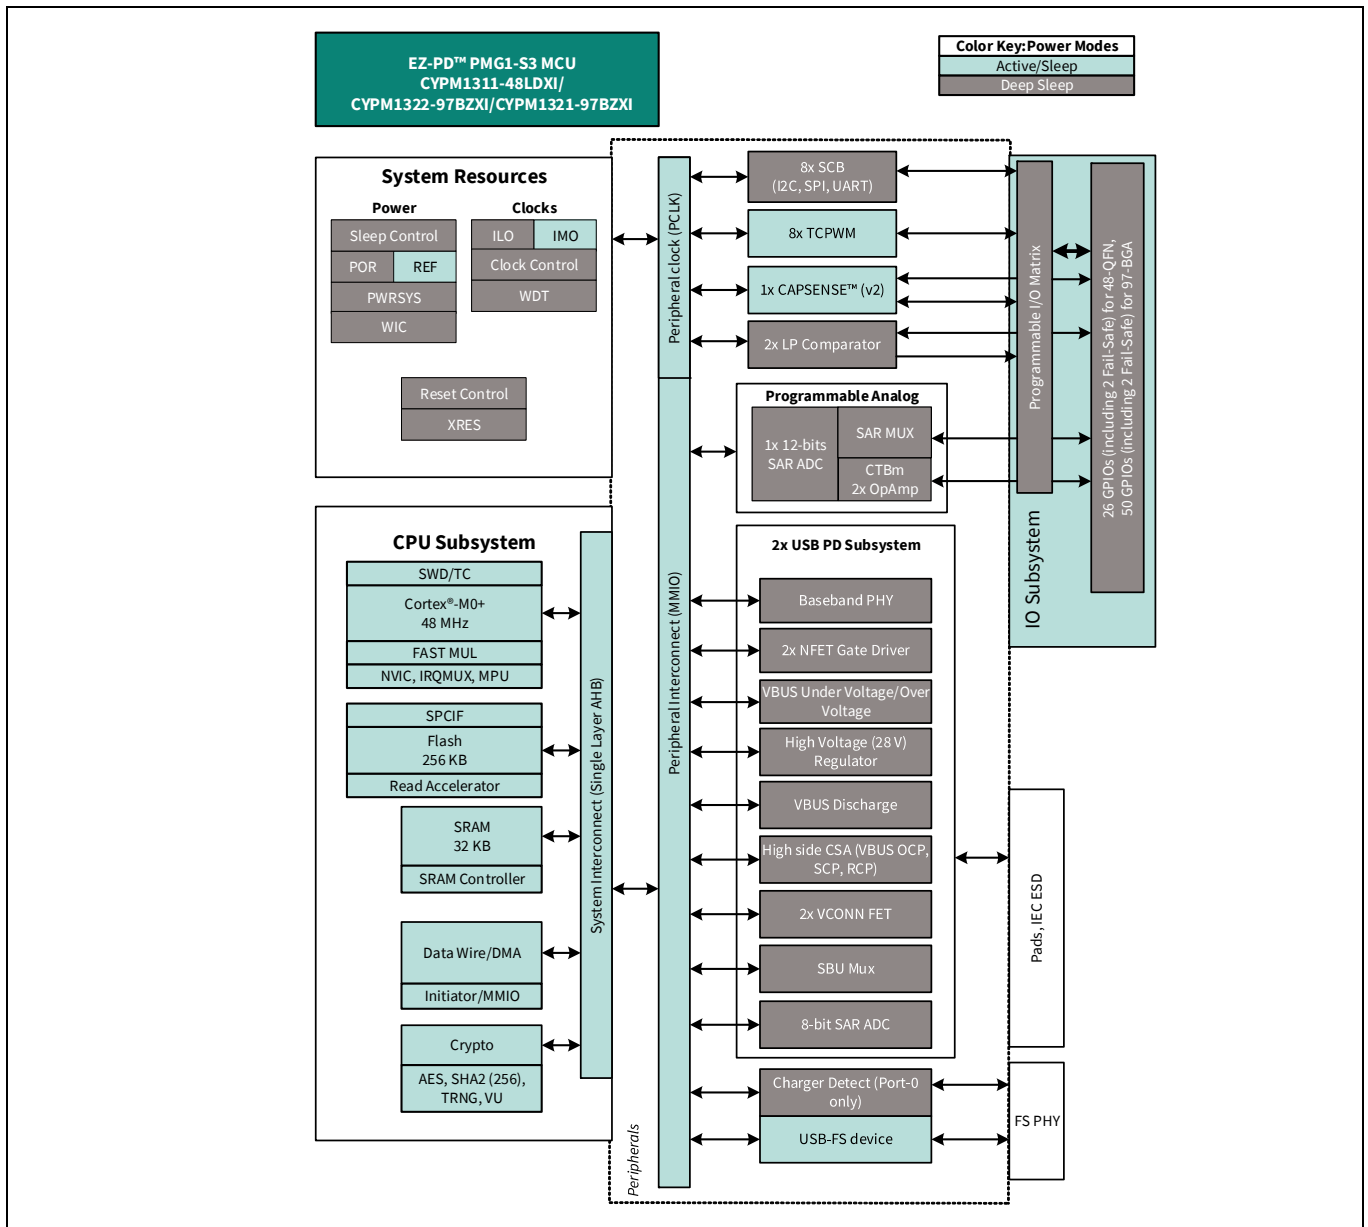 EZ-PD™ PMG1-S3 MCU
CYPM1311-48LDXI/
CYPM1322-97BZXI/CYPM1321-97BZXI
Color Key:Power Modes
Active/Sleep
Deep Sleep
System Resources
Power
Clocks
Sleep Control
POR
REF
PWRSYS
WIC
ILO
IMO
Clock Control
WDT
Reset Control
XRES
CPU Subsystem
SWD/TC
Cortex®-M0+
48 MHz
FAST MUL
NVIC, IRQMUX, MPU
SPCIF
Flash
256 KB
Read Accelerator
SRAM
32 KB
SRAM Controller
Data Wire/DMA
Initiator/MMIO
Crypto
AES, SHA2 (256),
TRNG, VU
System Interconnect (Single Layer AHB)
Peripherals
Peripheral clock (PCLK)
Peripheral Interconnect (MMIO)
8x SCB
(I2C, SPI, UART)
8x TCPWM
1x CAPSENSE™ (v2)
2x LP Comparator
Programmable Analog
1x 12-bits
SAR ADC
SAR MUX
CTBm
2x OpAmp
2x USB PD Subsystem
Baseband PHY
2x NFET Gate Driver
VBUS Under Voltage/Over
Voltage
High Voltage (28 V)
Regulator
VBUS Discharge
High side CSA (VBUS OCP,
SCP, RCP)
2x VCONN FET
SBU Mux
8-bit SAR ADC
Charger Detect (Port-0
only)
USB-FS device
Programmable I/O Matrix
26 GPIOs (including 2 Fail-Safe) for 48-QFN,
50 GPIOs (including 2 Fail-Safe) for 97-BGA
IO Subsystem
Pads, IEC ESD
FS PHY